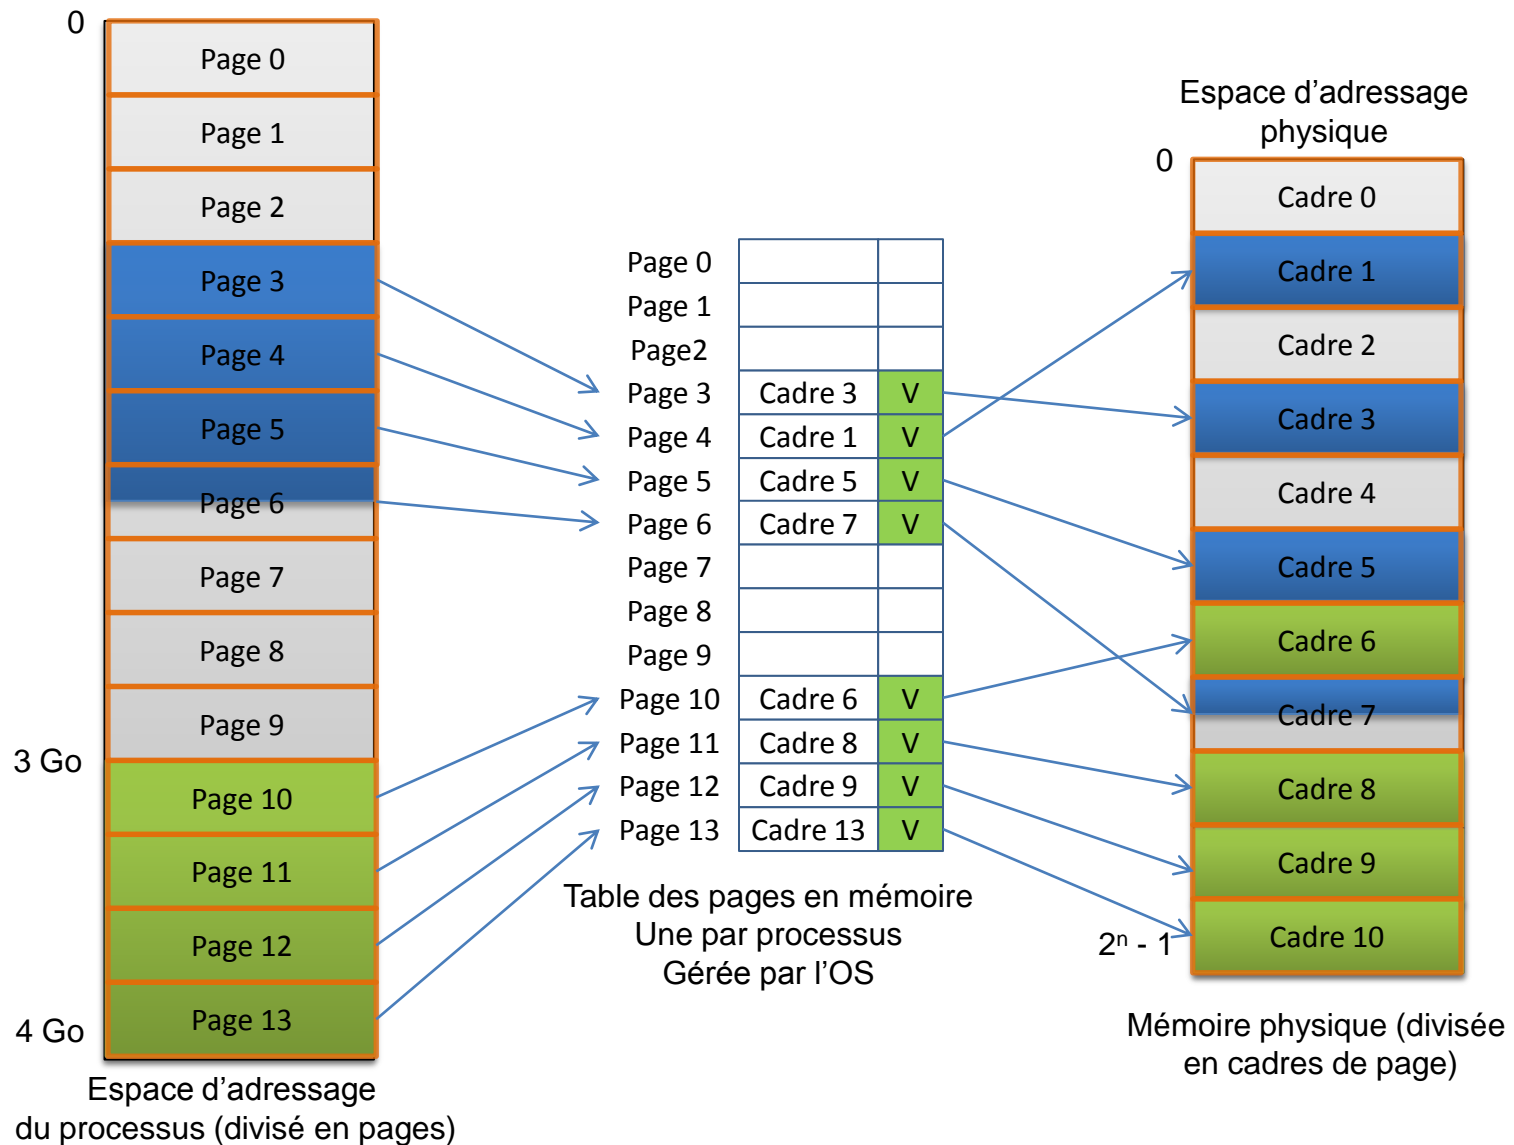 0
Page 0
Page 1
Page 2
Page 3
Page 4
Page 5
Page 6
Page 7
Page 8
Page 9
3 Go
Page 10
Page 11
Page 12
Page 13
4 Go
Espace d'adressage
du processus (divisé en pages)
Page 0
Page 1
Page2
Page 3 Cadre 3 V
Page 4 Cadre 1 V
Page 5 Cadre 5 V
Page 6 Cadre 7 V
Page 7
Page 8
Page 9
Page 10 Cadre 6 V
Page 11 Cadre 8 V
Page 12 Cadre 9 V
Page 13 Cadre 13 V
Table des pages en mémoire
Une par processus
Gérée par l'OS
Espace d'adressage
physique
0
Cadre 0
Cadre 1
Cadre 2
Cadre 3
Cadre 4
Cadre 5
Cadre 6
Cadre 7
Cadre 8
Cadre 9
Cadre 10
2ⁿ - 1
Mémoire physique (divisée
en cadres de page)